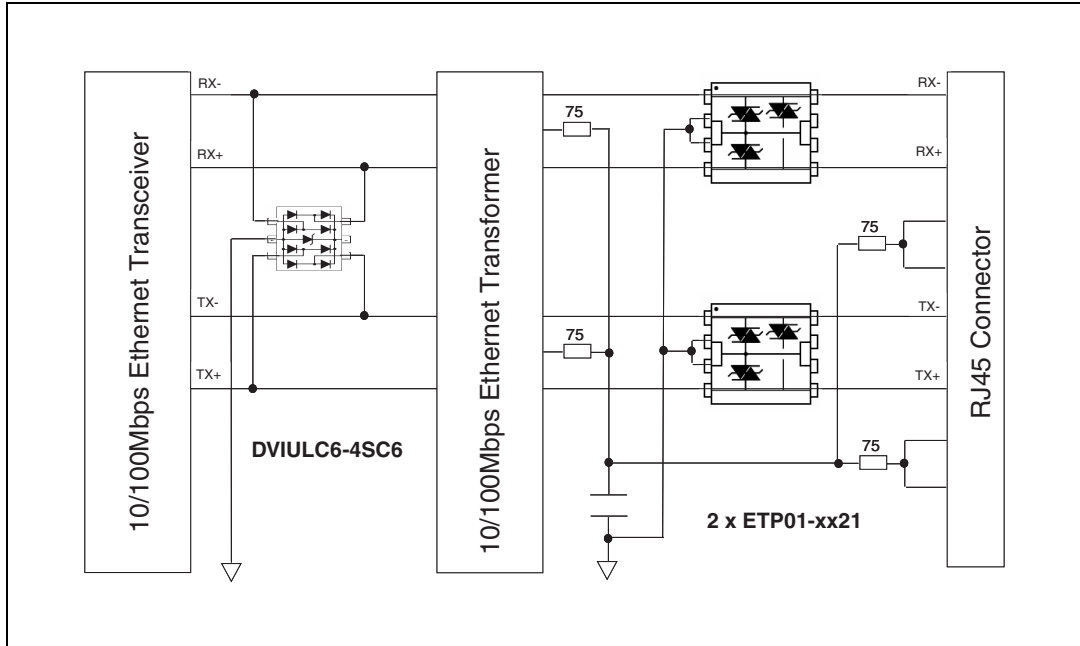 10/100Mbps Ethernet Transceiver
RX-
RX+
TX-
TX+
DVIULC6-4SC6
10/100Mbps Ethernet Transformer
75
75
2 x ETP01-xx21
75
75
RX-
RX+
TX-
TX+
RJ45 Connector